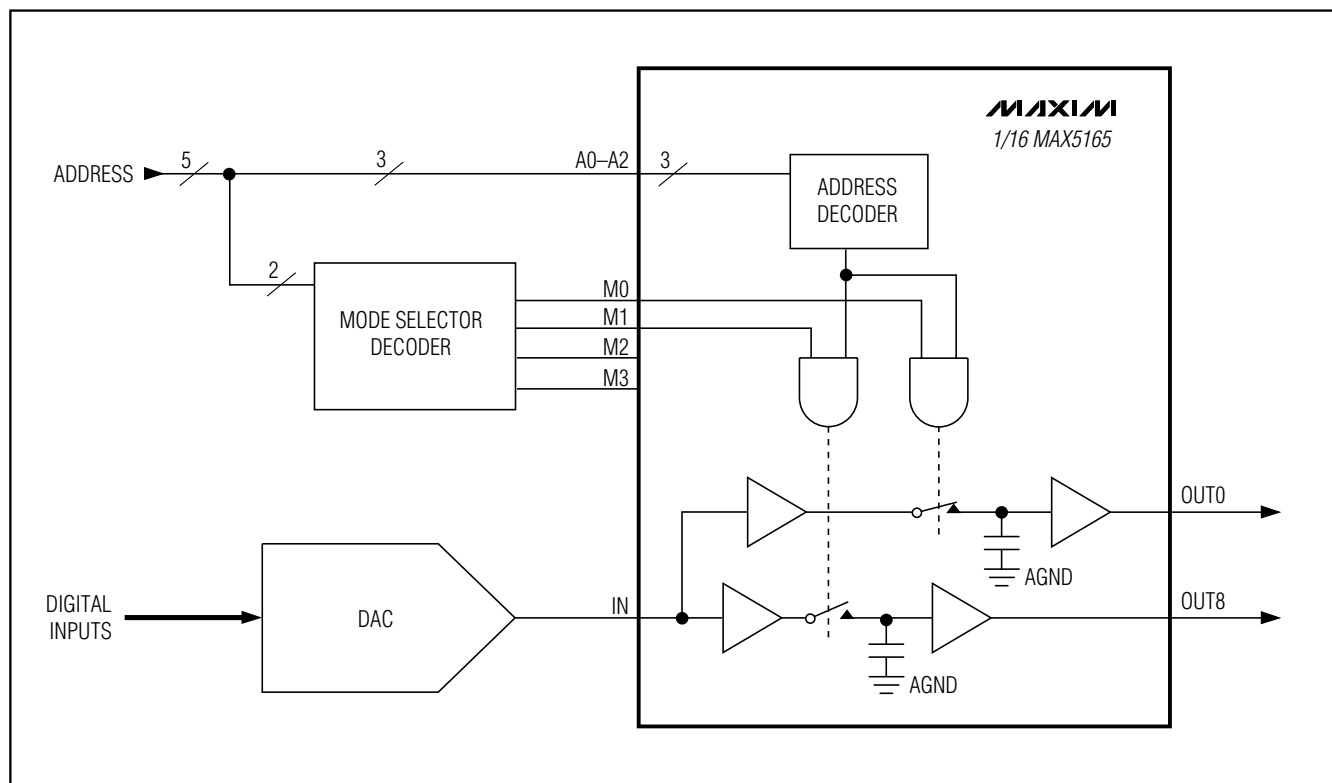 MAXIM
1/16 MAX5165
ADDRESS
5
3
A0–A2
3
ADDRESS
DECODER
2
MODE SELECTOR
DECODER
M0
M1
M2
M3
OUT0
AGND
DIGITAL
INPUTS
DAC
IN
OUT8
AGND